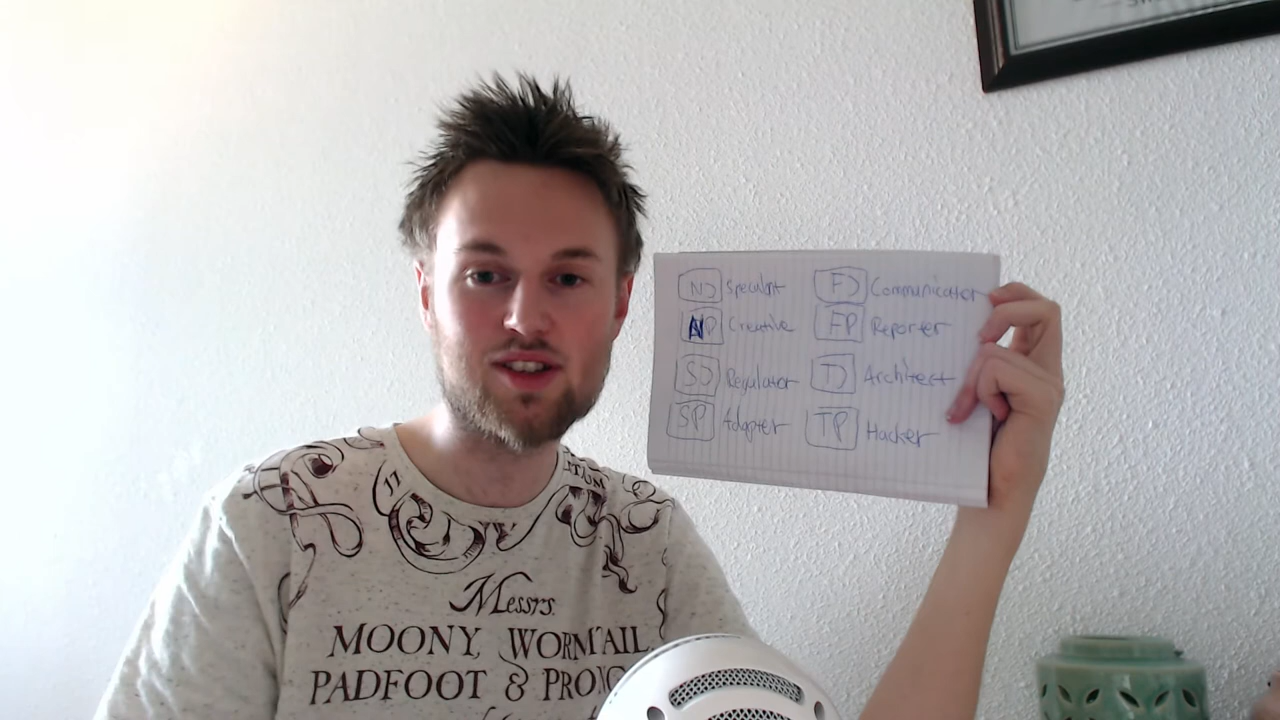 NJ Specialist FJ Communicator
NP Creative FP Reporter
SJ Regulator TJ Architect
SP Adapter TP Hacker
Messrs.
MOONY, WORMTAIL,
PADFOOT & PRONG